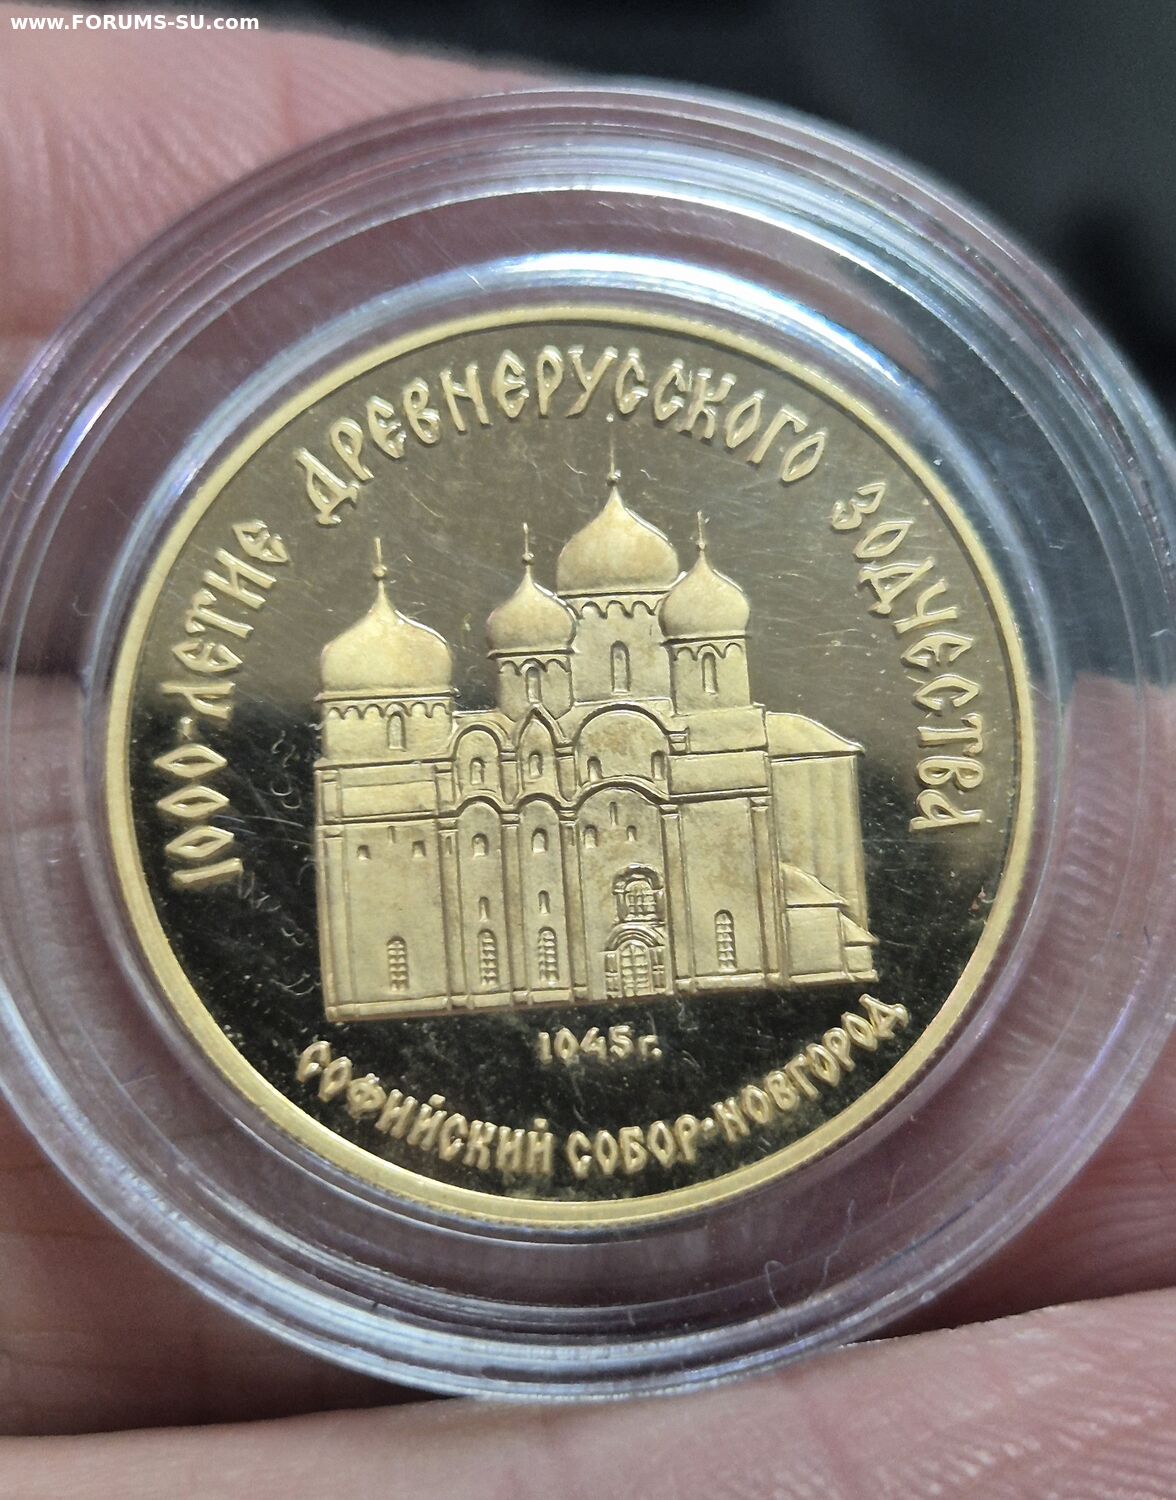 www.FORUMS-SU.com
1000-ЛЕТИЕ ДРЕВНЕРУССКОГО ЗОДЧЕСТВА
1045 г.
СОФИЙСКИЙ СОБОР·НОВГОРОД